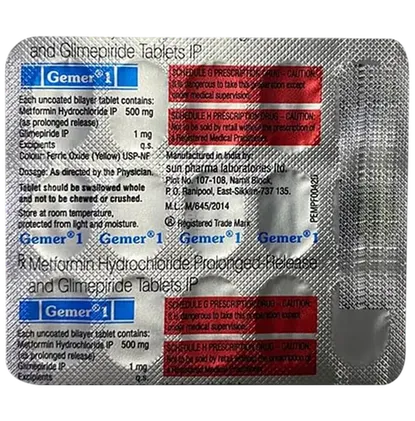 and Glimepiride Tablets IP
Gemer® 1
Each uncoated bilayer tablet contains:
Metformin Hydrochloride IP 500 mg
(as prolonged release)
Glimepiride IP 1 mg
Excipients q.s.
Colour: Ferric Oxide (Yellow) USP-NF
Dosage: As directed by the Physician.
Tablet should be swallowed whole
and not to be chewed or crushed.
Store at room temperature,
protected from light and moisture.
SCHEDULE G PRESCRIPTION DRUG - CAUTION:
It is dangerous to take this preparation except
under medical supervision.
SCHEDULE H PRESCRIPTION DRUG - CAUTION:
Not to be sold by retail without the prescription of
a Registered Medical Practitioner.
Manufactured in India by:
sun pharma laboratories ltd.
Plot No. 107-108, Namli Block,
P. O. Ranipool, East-Sikkim-737 135.
M.L.: M/645/2014
® Registered Trade Mark
Gemer® 1 Gemer® 1 Gemer® 1 Gemer® 1
℞ Metformin Hydrochloride Prolonged-Release
and Glimepiride Tablets IP
Gemer® 1
Each uncoated bilayer tablet contains:
Metformin Hydrochloride IP 500 mg
(as prolonged release)
Glimepiride IP 1 mg
Excipients q.s.
SCHEDULE G PRESCRIPTION DRUG - CAUTION:
It is dangerous to take this preparation except
under medical supervision.
SCHEDULE H PRESCRIPTION DRUG - CAUTION:
Not to be sold by retail without the prescription of
a Registered Medical Practitioner.